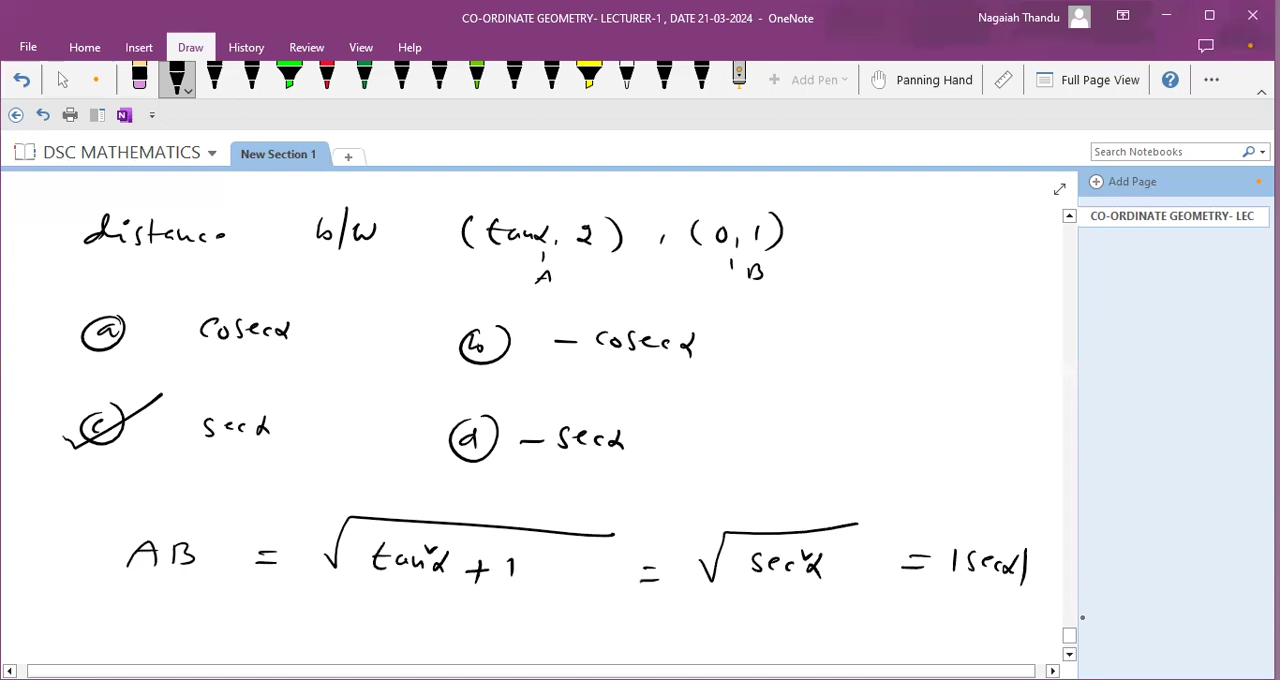 CO-ORDINATE GEOMETRY- LECTURER-1 , DATE 21-03-2024 - OneNote
Nagaiah Thandu
File Home Insert Draw History Review View Help
Add Pen Panning Hand Full Page View
DSC MATHEMATICS New Section 1 Search Notebooks
Add Page
CO-ORDINATE GEOMETRY- LEC
distance b/w (tanα, 2) , (0, 1)
A B
a cosecα b - cosecα
c secα d - secα
AB = √(tan²α + 1) = √(sec²α) = |secα|